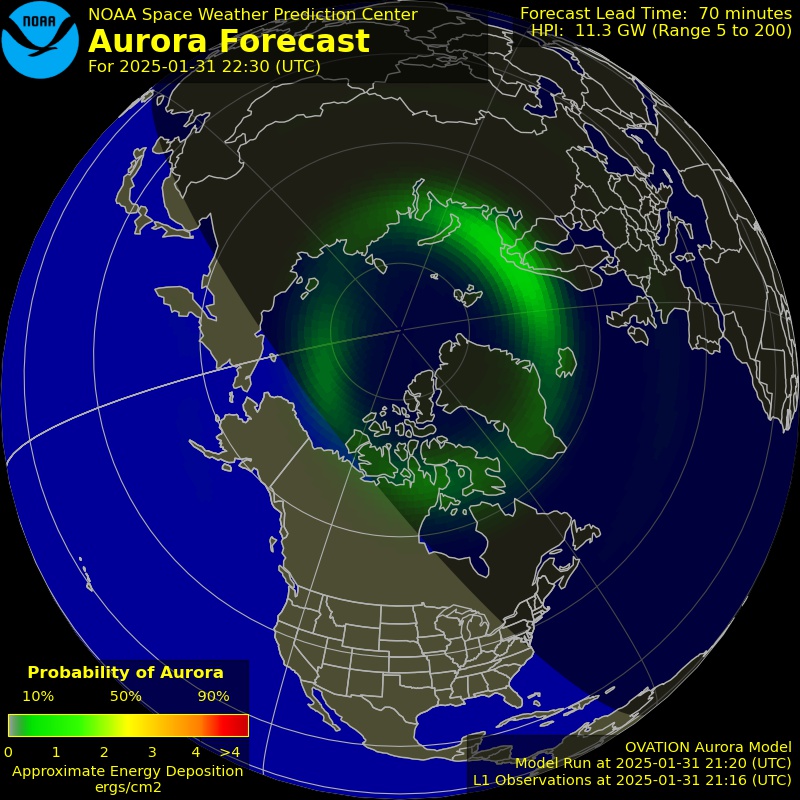 NOAA
NOAA Space Weather Prediction Center
Aurora Forecast
For 2025-01-31 22:30 (UTC)
Forecast Lead Time: 70 minutes
HPI: 11.3 GW (Range 5 to 200)
Probability of Aurora
10% 50% 90%
0 1 2 3 4 >4
Approximate Energy Deposition
ergs/cm2
OVATION Aurora Model
Model Run at 2025-01-31 21:20 (UTC)
L1 Observations at 2025-01-31 21:16 (UTC)